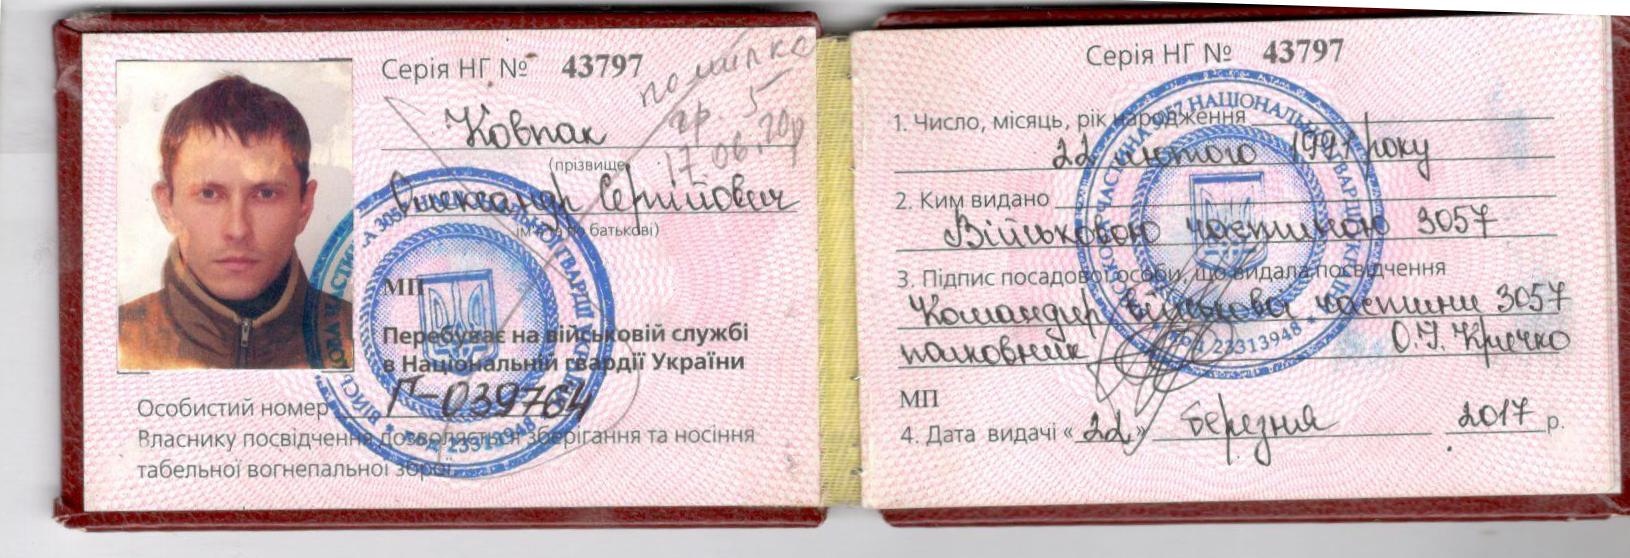 Серія НГ № 43797
помилка
гр. 5
17.06.20
Ковпак
(прізвище,
Олександр Сергійович
ім'я та по батькові)
МП
Перебуває на військовій службі
в Національній гвардії України
Особистий номер Г-039764
Власнику посвідчення дозволяється зберігання та носіння
табельної вогнепальної зброї
Серія НГ № 43797
1. Число, місяць, рік народження
22 лютого 1991 року
2. Ким видано
Військовою частиною 3057
3. Підпис посадової особи, що видала посвідчення
Командир військової частини 3057
полковник О.І. Кречко
МП
4. Дата видачі «22» березня 2017 р.